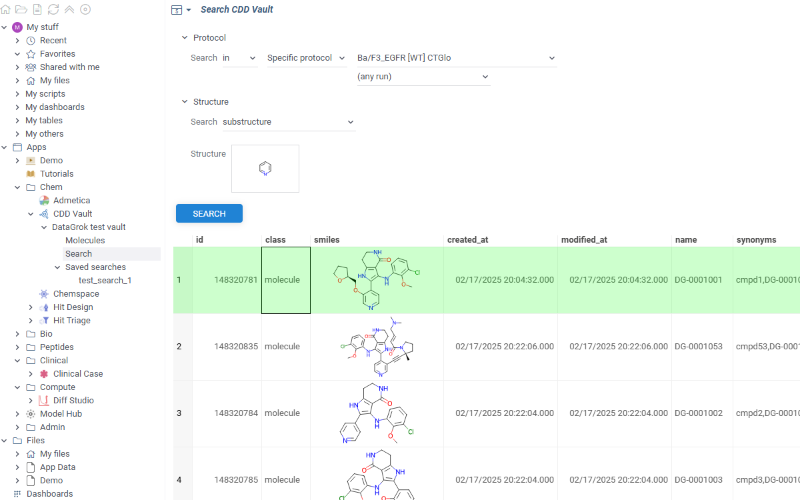 M
My stuff
Recent
Favorites
Shared with me
My files
My scripts
My dashboards
My tables
My others
Apps
Demo
Tutorials
Chem
Admetica
CDD Vault
DataGrok test vault
Molecules
Search
Saved searches
test_search_1
Chemspace
Hit Design
Hit Triage
Bio
Peptides
Clinical
Clinical Case
Compute
Diff Studio
Model Hub
Admin
Files
My files
App Data
Demo
Dashboards
Search CDD Vault
Protocol
Search in Specific protocol Ba/F3_EGFR [WT] CTGlo
(any run)
Structure
Search substructure
Structure
SEARCH
id class smiles created_at modified_at name synonyms
1 148320781 molecule 02/17/2025 20:04:32.000 02/17/2025 20:04:32.000 DG-0001001 cmpd1,DG-00010
2 148320835 molecule 02/17/2025 20:22:06.000 02/17/2025 20:22:06.000 DG-0001053 cmpd53,DG-0001
3 148320784 molecule 02/17/2025 20:22:04.000 02/17/2025 20:22:04.000 DG-0001002 cmpd2,DG-00010
4 148320785 molecule 02/17/2025 20:22:04.000 02/17/2025 20:22:04.000 DG-0001003 cmpd3,DG-00010